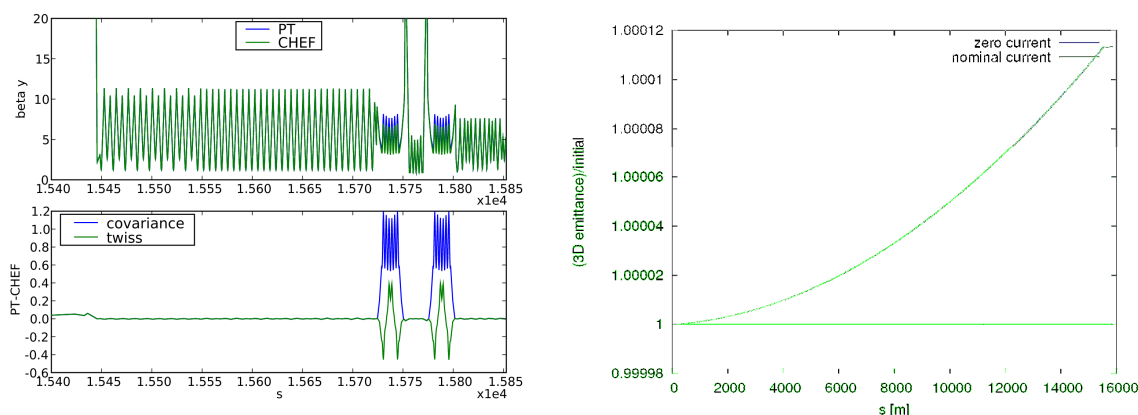 20
15
10
5
0
beta y
PT
CHEF
1.540 1.545 1.550 1.555 1.560 1.565 1.570 1.575 1.580 1.585
x1e4
1.2
1.0
0.8
0.6
0.4
0.2
0.0
-0.2
-0.4
-0.6
PT-CHEF
covariance
twiss
1.540 1.545 1.550 1.555 1.560 1.565 1.570 1.575 1.580 1.585
s
x1e4
1.00012
1.0001
1.00008
1.00006
1.00004
1.00002
1
0.99998
(3D emittance)/initial
zero current
nominal current
0 2000 4000 6000 8000 10000 12000 14000 16000
s [m]